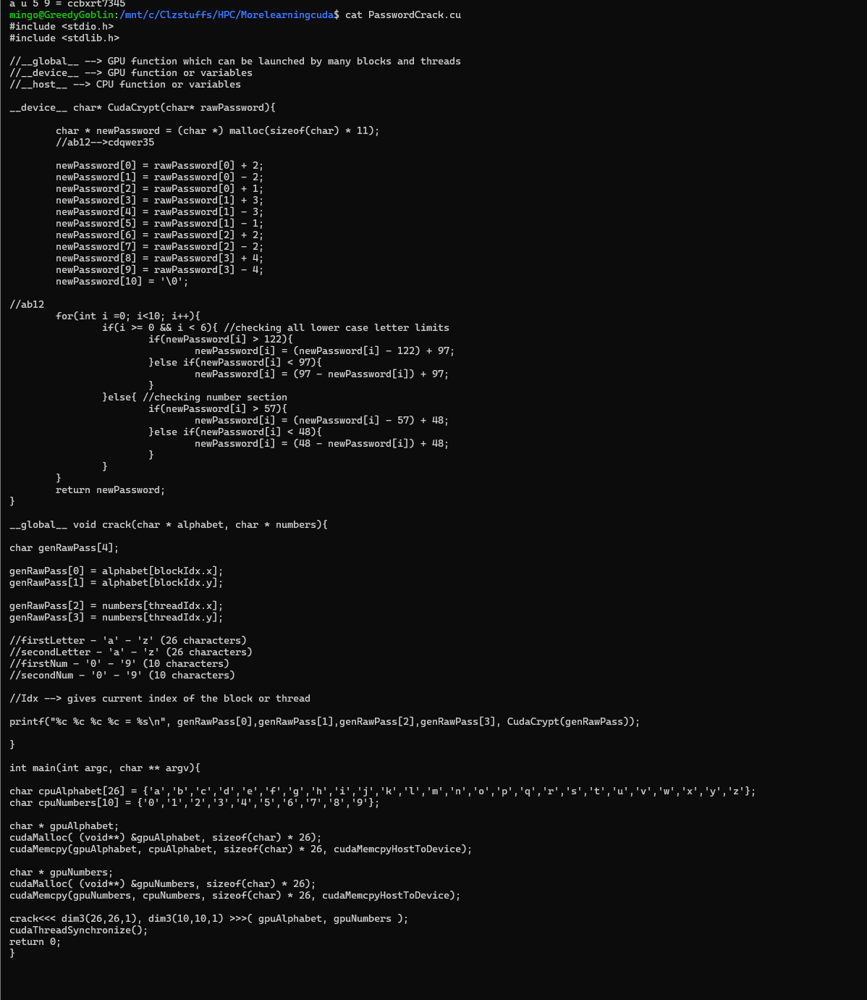 a u 5 9 = ccbxrt7345
mingo@GreedyGoblin:/mnt/c/Clzstuffs/HPC/Morelearningcuda$ cat PasswordCrack.cu
#include <stdio.h>
#include <stdlib.h>

//__global__ --> GPU function which can be launched by many blocks and threads
//__device__ --> GPU function or variables
//__host__ --> CPU function or variables

__device__ char* CudaCrypt(char* rawPassword){

        char * newPassword = (char *) malloc(sizeof(char) * 11);
        //ab12-->cdqwer35

        newPassword[0] = rawPassword[0] + 2;
        newPassword[1] = rawPassword[0] - 2;
        newPassword[2] = rawPassword[0] + 1;
        newPassword[3] = rawPassword[1] + 3;
        newPassword[4] = rawPassword[1] - 3;
        newPassword[5] = rawPassword[1] - 1;
        newPassword[6] = rawPassword[2] + 2;
        newPassword[7] = rawPassword[2] - 2;
        newPassword[8] = rawPassword[3] + 4;
        newPassword[9] = rawPassword[3] - 4;
        newPassword[10] = '\0';

//ab12
        for(int i =0; i<10; i++){
                if(i >= 0 && i < 6){ //checking all lower case letter limits
                        if(newPassword[i] > 122){
                                newPassword[i] = (newPassword[i] - 122) + 97;
                        }else if(newPassword[i] < 97){
                                newPassword[i] = (97 - newPassword[i]) + 97;
                        }
                }else{ //checking number section
                        if(newPassword[i] > 57){
                                newPassword[i] = (newPassword[i] - 57) + 48;
                        }else if(newPassword[i] < 48){
                                newPassword[i] = (48 - newPassword[i]) + 48;
                        }
                }
        }
        return newPassword;
}

__global__ void crack(char * alphabet, char * numbers){

char genRawPass[4];

genRawPass[0] = alphabet[blockIdx.x];
genRawPass[1] = alphabet[blockIdx.y];

genRawPass[2] = numbers[threadIdx.x];
genRawPass[3] = numbers[threadIdx.y];

//firstLetter - 'a' - 'z' (26 characters)
//secondLetter - 'a' - 'z' (26 characters)
//firstNum - '0' - '9' (10 characters)
//secondNum - '0' - '9' (10 characters)

//Idx --> gives current index of the block or thread

printf("%c %c %c %c = %s\n", genRawPass[0],genRawPass[1],genRawPass[2],genRawPass[3], CudaCrypt(genRawPass));

}

int main(int argc, char ** argv){

char cpuAlphabet[26] = {'a','b','c','d','e','f','g','h','i','j','k','l','m','n','o','p','q','r','s','t','u','v','w','x','y','z'};
char cpuNumbers[10] = {'0','1','2','3','4','5','6','7','8','9'};

char * gpuAlphabet;
cudaMalloc( (void**) &gpuAlphabet, sizeof(char) * 26);
cudaMemcpy(gpuAlphabet, cpuAlphabet, sizeof(char) * 26, cudaMemcpyHostToDevice);

char * gpuNumbers;
cudaMalloc( (void**) &gpuNumbers, sizeof(char) * 26);
cudaMemcpy(gpuNumbers, cpuNumbers, sizeof(char) * 26, cudaMemcpyHostToDevice);

crack<<< dim3(26,26,1), dim3(10,10,1) >>>( gpuAlphabet, gpuNumbers );
cudaThreadSynchronize();
return 0;
}